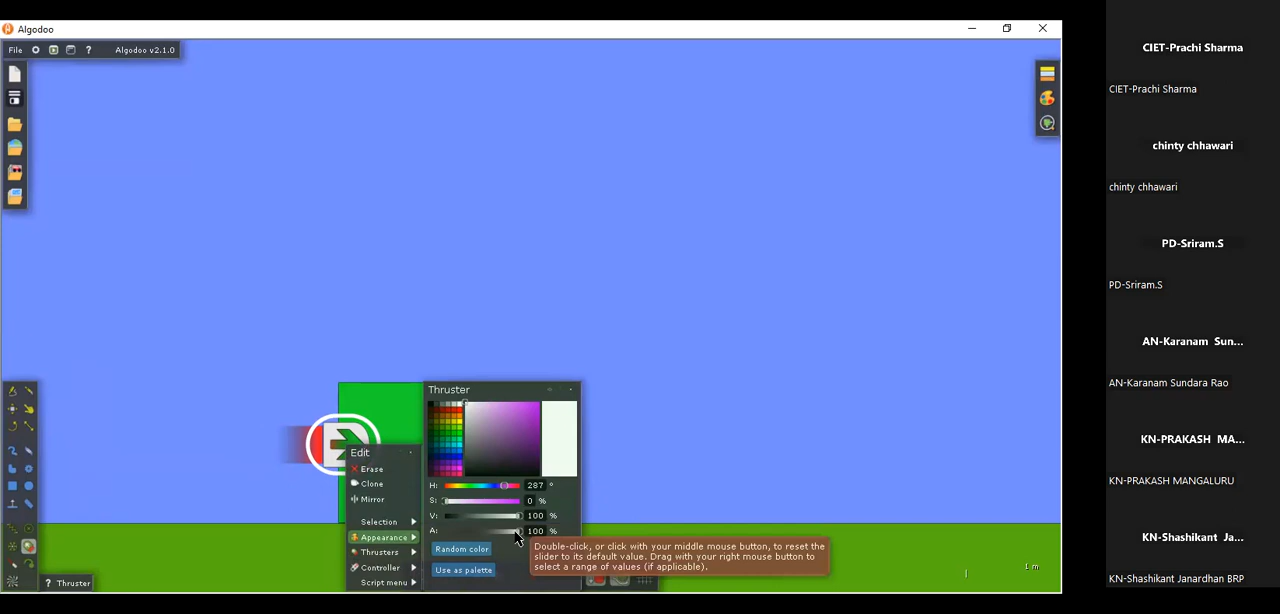 Algodoo
File ? Algodoo v2.1.0
Thruster
Edit
Erase
Clone
Mirror
Selection
Appearance
Thrusters
Controller
Script menu
H: 287 °
S: 0 %
V: 100 %
A: 100 %
Random color
Use as palette
Double-click, or click with your middle mouse button, to reset the
slider to its default value. Drag with your right mouse button to
select a range of values (if applicable).
1 m
? Thruster
CIET-Prachi Sharma
CIET-Prachi Sharma
chinty chhawari
chinty chhawari
PD-Sriram.S
PD-Sriram.S
AN-Karanam Sun...
AN-Karanam Sundara Rao
KN-PRAKASH MA...
KN-PRAKASH MANGALURU
KN-Shashikant Ja...
KN-Shashikant Janardhan BRP